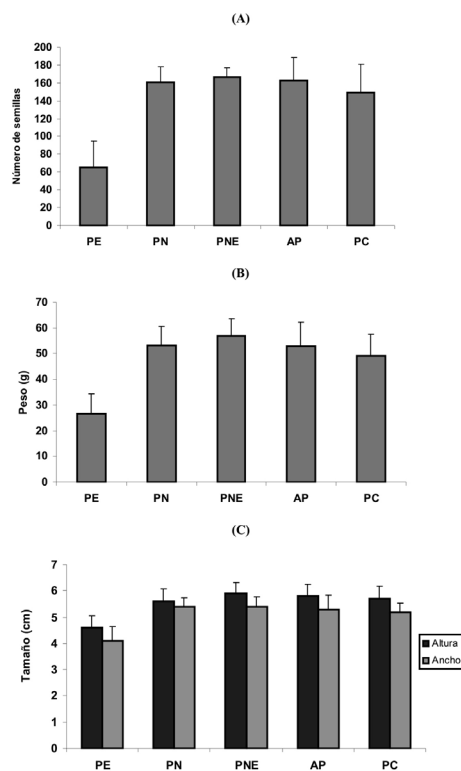 (A)
Número de semillas
200
180
160
140
120
100
80
60
40
20
0
PE PN PNE AP PC
(B)
Peso (g)
70
60
50
40
30
20
10
0
PE PN PNE AP PC
(C)
Tamaño (cm)
7
6
5
4
3
2
1
0
PE PN PNE AP PC
Altura
Ancho